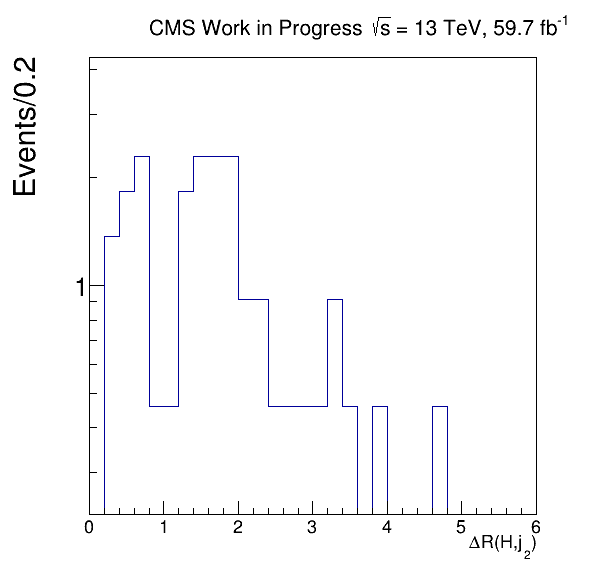 CMS Work in Progress √s = 13 TeV, 59.7 fb⁻¹
Events/0.2
1
0 1 2 3 4 5 6
ΔR(H,j₂)